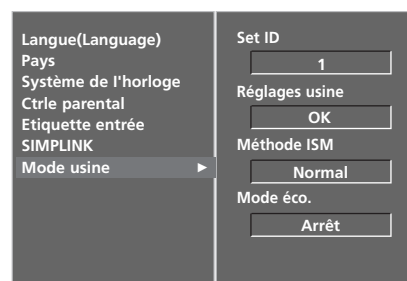 Langue(Language)
Pays
Système de l'horloge
Ctrle parental
Etiquette entrée
SIMPLINK
Mode usine ►
Set ID
1
Réglages usine
OK
Méthode ISM
Normal
Mode éco.
Arrêt